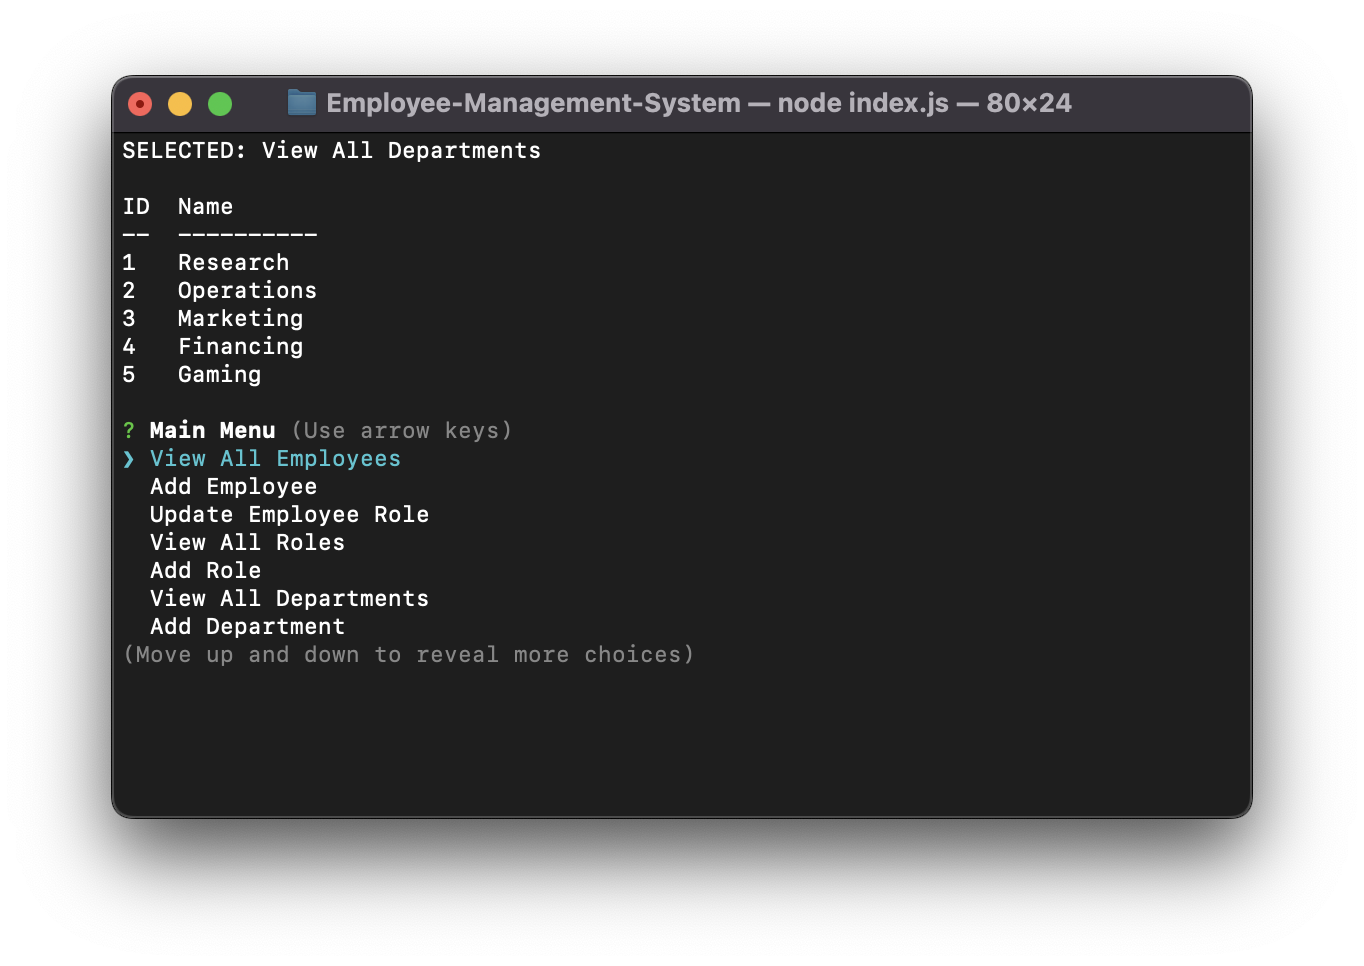 Employee-Management-System — node index.js — 80×24
SELECTED: View All Departments
ID  Name
--  ----------
1   Research
2   Operations
3   Marketing
4   Financing
5   Gaming
? Main Menu (Use arrow keys)
❯ View All Employees
  Add Employee
  Update Employee Role
  View All Roles
  Add Role
  View All Departments
  Add Department
(Move up and down to reveal more choices)